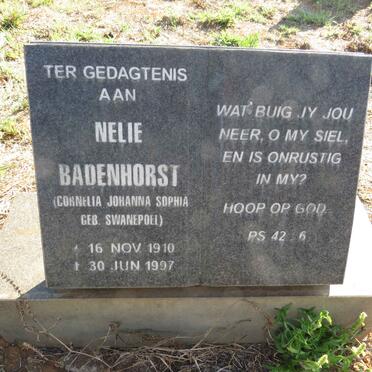 TER GEDAGTENIS
AAN
NELIE
BADENHORST
(CORNELIA JOHANNA SOPHIA
GEB. SWANEPOEL)
* 16 NOV 1910
† 30 JUN 1997
WAT BUIG JY JOU
NEER, O MY SIEL,
EN IS ONRUSTIG
IN MY?
HOOP OP GOD
PS 42 : 6